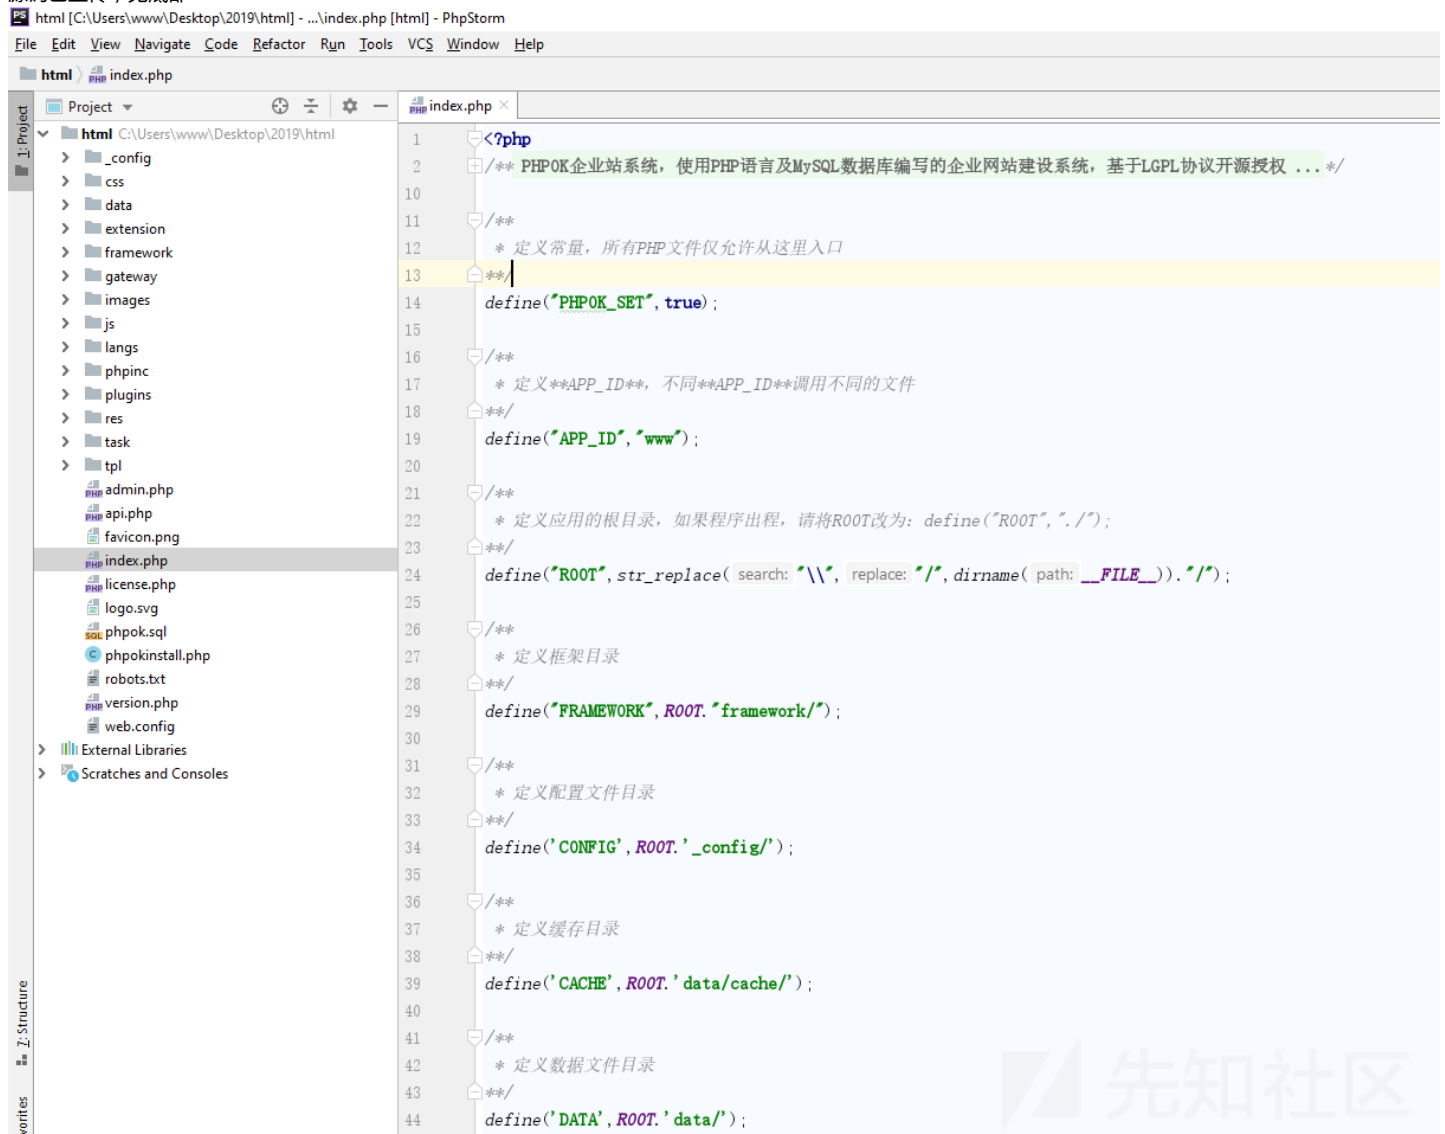 html [C:\Users\www\Desktop\2019\html] - ...\index.php [html] - PhpStorm
File Edit View Navigate Code Refactor Run Tools VCS Window Help
html index.php
Project
index.php
1: Project
html C:\Users\www\Desktop\2019\html
_config
css
data
extension
framework
gateway
images
js
langs
phpinc
plugins
res
task
tpl
admin.php
api.php
favicon.png
index.php
license.php
logo.svg
phpok.sql
phpokinstall.php
robots.txt
version.php
web.config
External Libraries
Scratches and Consoles
7: Structure
1 <?php
2 /** PHPOK企业站系统，使用PHP语言及MySQL数据库编写的企业网站建设系统，基于LGPL协议开源授权 ...*/
10
11 /**
12 * 定义常量，所有PHP文件仅允许从这里入口
13 **/
14 define("PHPOK_SET",true);
15
16 /**
17 * 定义**APP_ID**，不同**APP_ID**调用不同的文件
18 **/
19 define("APP_ID","www");
20
21 /**
22 * 定义应用的根目录，如果程序出程，请将ROOT改为：define("ROOT","./");
23 **/
24 define("ROOT",str_replace( search: "\\", replace: "/",dirname( path: __FILE__))."/");
25
26 /**
27 * 定义框架目录
28 **/
29 define("FRAMEWORK",ROOT."framework/");
30
31 /**
32 * 定义配置文件目录
33 **/
34 define('CONFIG',ROOT.'_config/');
35
36 /**
37 * 定义缓存目录
38 **/
39 define('CACHE',ROOT.'data/cache/');
40
41 /**
42 * 定义数据文件目录
43 **/
44 define('DATA',ROOT.'data/');
先知社区